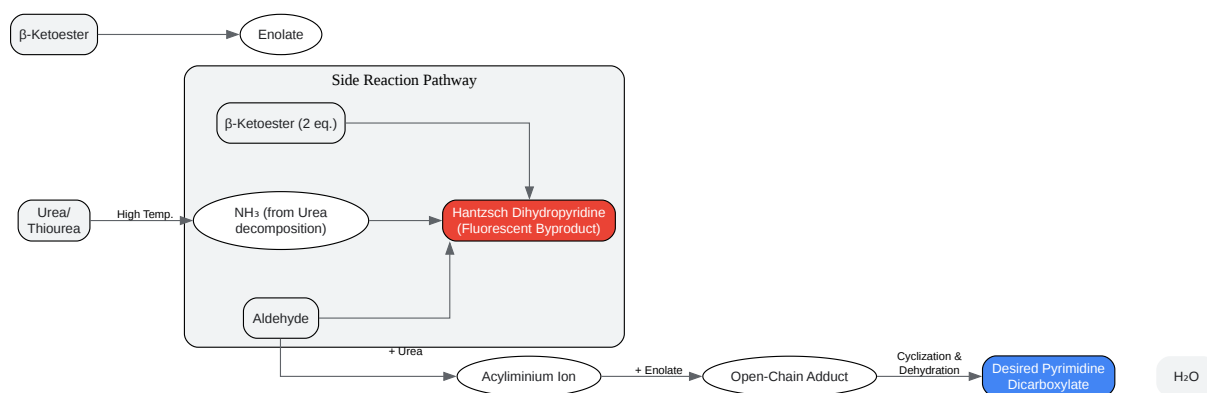 β-Ketoester
Enolate
Side Reaction Pathway
β-Ketoester (2 eq.)
Urea/
Thiourea
High Temp.
NH₃ (from Urea
decomposition)
Hantzsch Dihydropyridine
(Fluorescent Byproduct)
Aldehyde
+ Urea
Acyliminium Ion
+ Enolate
Open-Chain Adduct
Cyclization &
Dehydration
Desired Pyrimidine
Dicarboxylate
H₂O